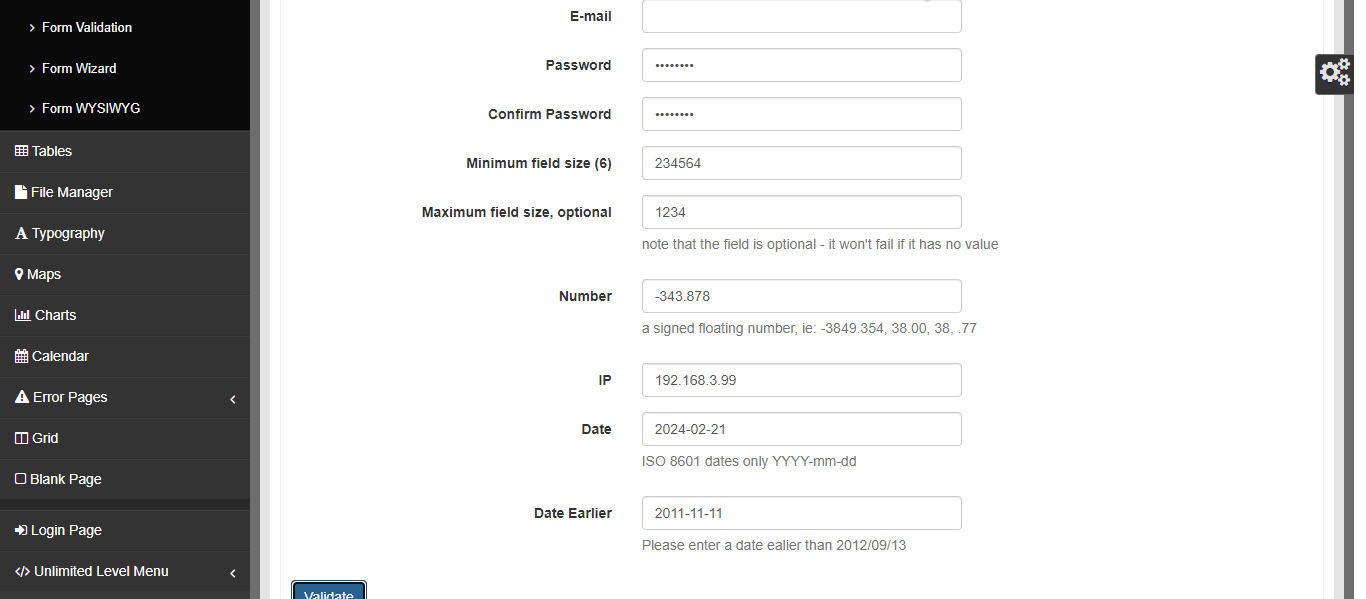 Form Validation
Form Wizard
Form WYSIWYG
Tables
File Manager
Typography
Maps
Charts
Calendar
Error Pages
Grid
Blank Page
Login Page
Unlimited Level Menu
E-mail
Password
••••••••
Confirm Password
••••••••
Minimum field size (6)
234564
Maximum field size, optional
1234
note that the field is optional - it won't fail if it has no value
Number
-343.878
a signed floating number, ie: -3849.354, 38.00, 38, .77
IP
192.168.3.99
Date
2024-02-21
ISO 8601 dates only YYYY-mm-dd
Date Earlier
2011-11-11
Please enter a date ealier than 2012/09/13
Validate